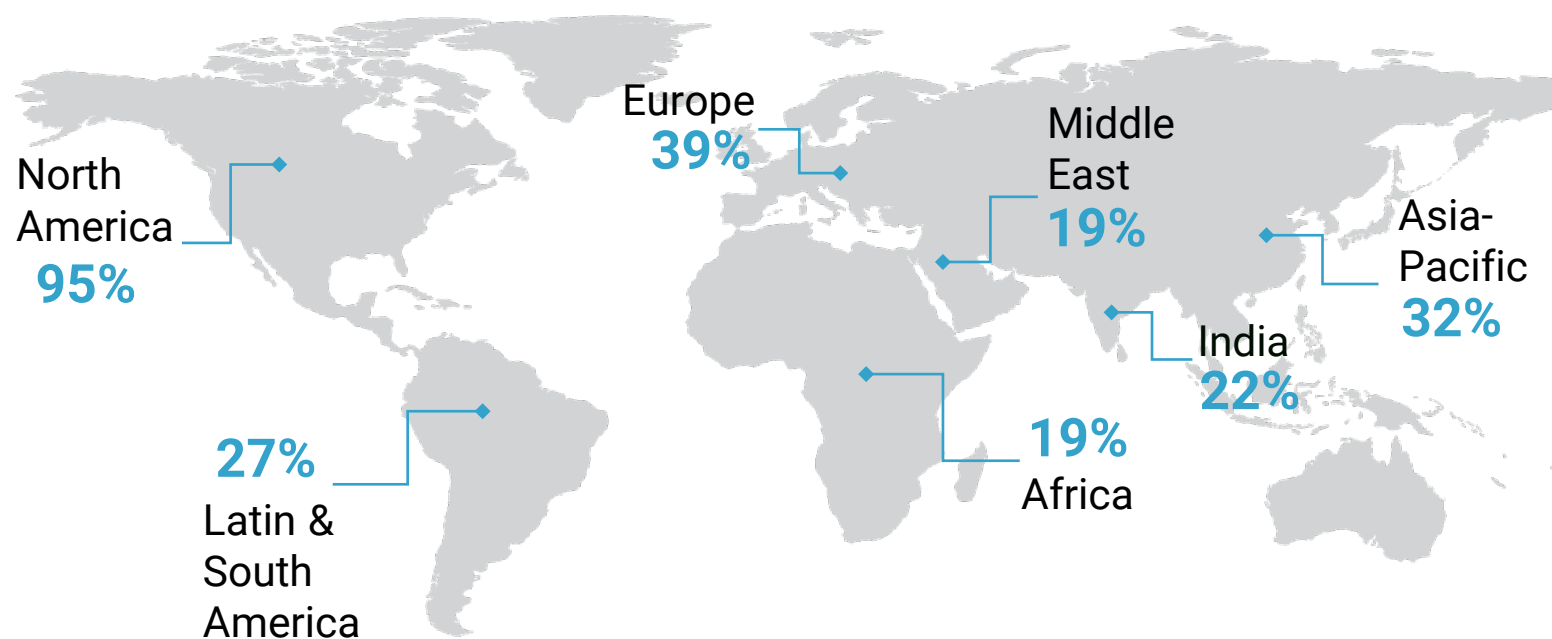 North
America
95%
27%
Latin &
South
America
Europe
39%
Middle
East
19%
19%
Africa
India
22%
Asia-
Pacific
32%